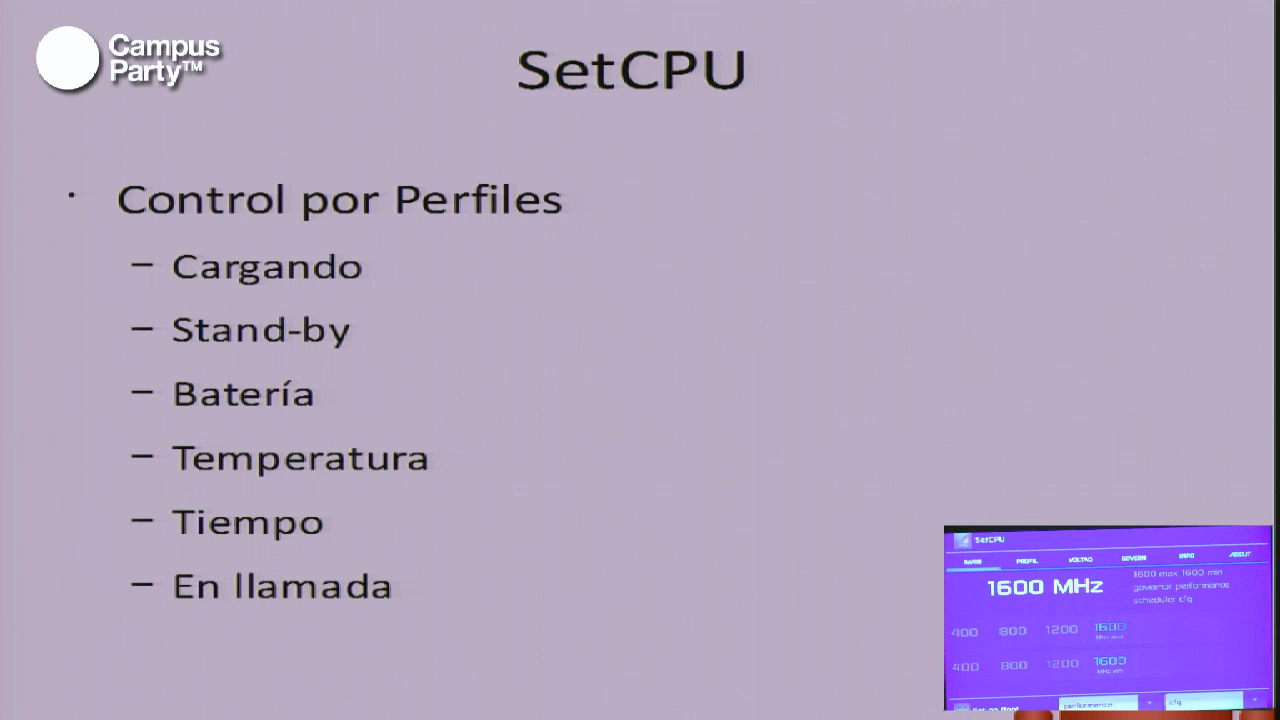 Campus
Party™
SetCPU
· Control por Perfiles
– Cargando
– Stand-by
– Batería
– Temperatura
– Tiempo
– En llamada
SetCPU
PROFIL VOLTAG GOVERN INFO ABOUT
1600 MHz
1600 max 1600 min
governor performance
scheduler cfq
400 800 1200 1600
400 800 1200 1600
performance cfq